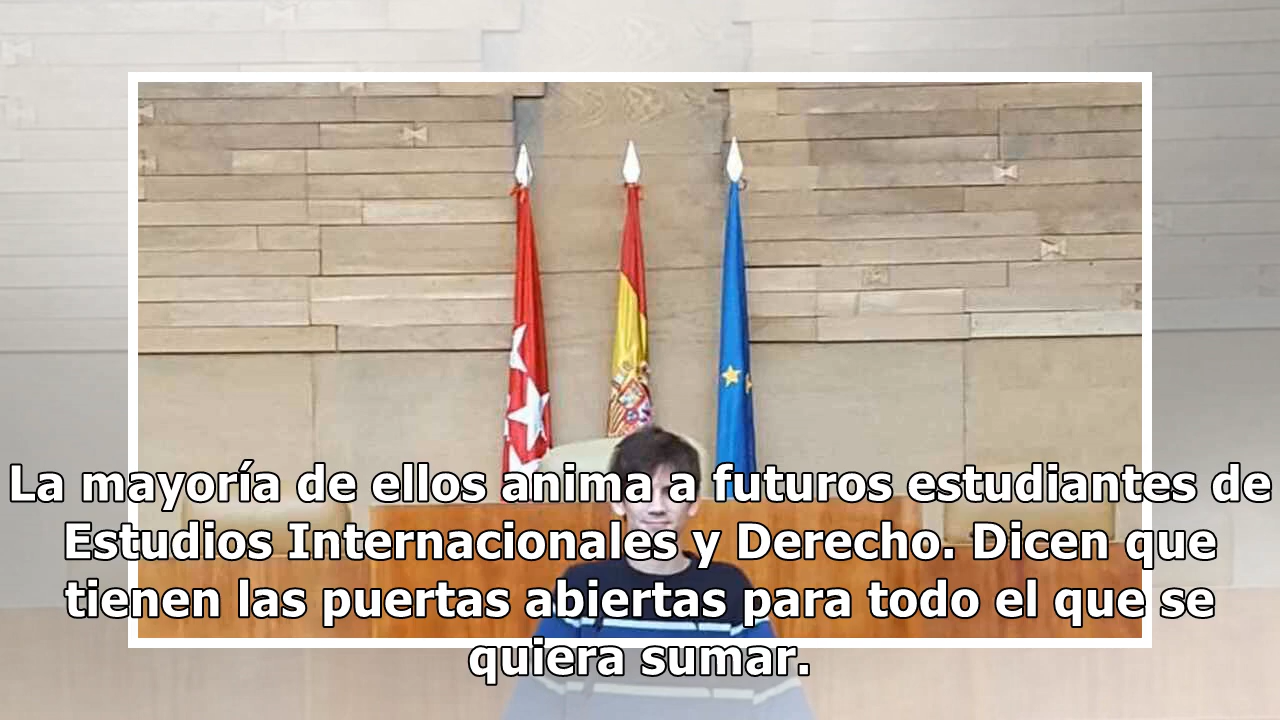 La mayoría de ellos anima a futuros estudiantes de
Estudios Internacionales y Derecho. Dicen que
tienen las puertas abiertas para todo el que se
quiera sumar.